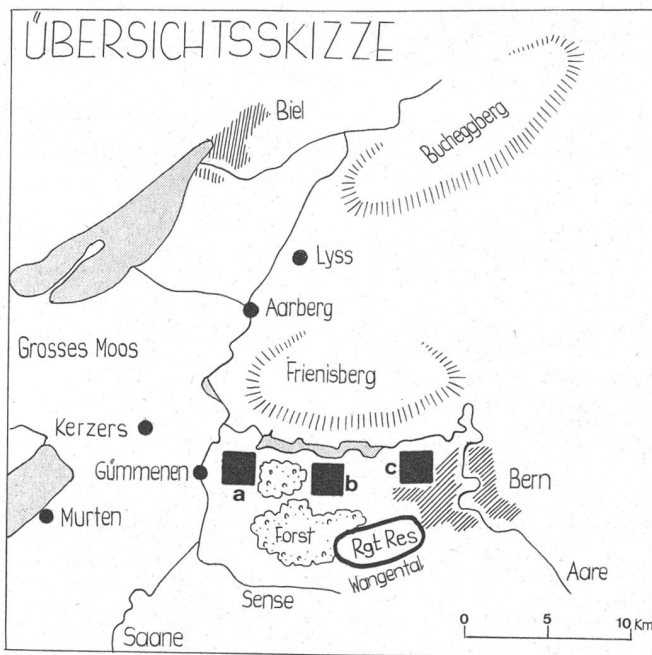 ÜBERSICHTSSKIZZE
Biel
Bucheggberg
Lyss
Aarberg
Grosses Moos
Frienisberg
Kerzers
Gümmenen
a
b
c
Bern
Murten
Forst
Rgt Res
Wangental
Aare
Sense
Saane
0 5 10 Km